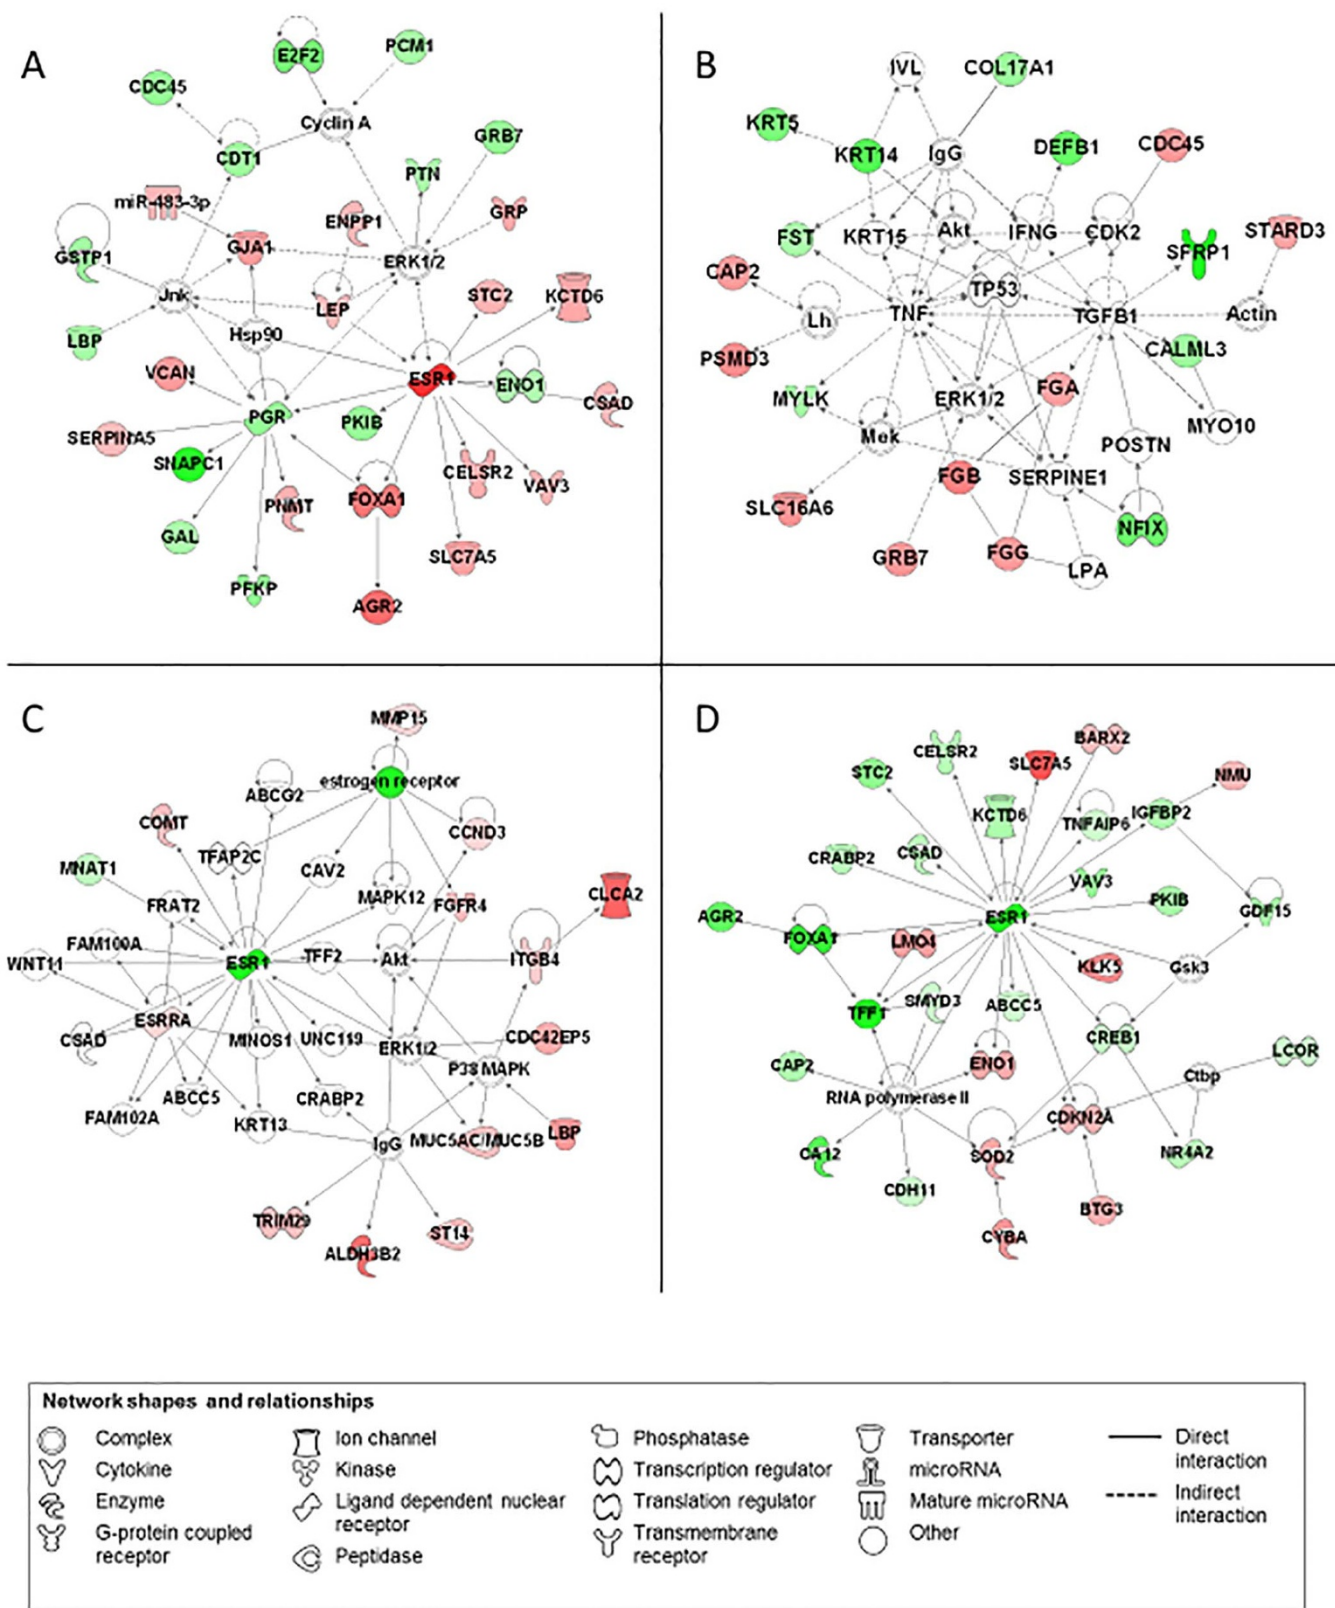 A
E2F2
PCM1
CDC45
Cyclin A
GRB7
CDT1
PTN
miR-483-3p
ENPP1
GRP
GJA1
GSTP1
ERK1/2
Jnk
STC2
KCTD6
LEP
Hsp90
LBP
VCAN
ESR1
ENO1
CSAD
PGR
PKIB
SERPINA5
SNAPC1
CELSR2
VAV3
FOXA1
PNMT
GAL
SLC7A5
PFKP
AGR2
B
IVL
COL17A1
KRT5
KRT14
IgG
DEFB1
CDC45
FST
KRT15
Akt
IFNG
CDK2
STARD3
SFRP1
CAP2
TP53
Lh
TNF
TGFB1
Actin
PSMD3
CALML3
MYLK
ERK1/2
FGA
Mek
MYO10
POSTN
FGB
SERPINE1
SLC16A6
NFIX
GRB7
FGG
LPA
C
MMP15
estrogen receptor
ABCG2
COMT
CCND3
TFAP2C
MNAT1
CAV2
CLCA2
MAPK12
FRAT2
FGFR4
FAM100A
WNT11
ESR1
TFF2
Akt
ITGB4
ESRRA
CSAD
MINOS1
UNC119
ERK1/2
CDC42EP5
P38 MAPK
ABCC5
CRABP2
FAM102A
KRT13
IgG
MUC5AC/MUC5B
LBP
TRIM29
ALDH3B2
ST14
D
CELSR2
SLC7A5
BARX2
STC2
NMU
KCTD6
TNFAIP6
IGFBP2
CRABP2
CSAD
VAV3
PKIB
AGR2
ESR1
GDF15
FOXA1
LMO4
KLK5
Gsk3
TFF1
SMYD3
ABCC5
CREB1
LCOR
CAP2
ENO1
Ctbp
RNA polymerase II
CDKN2A
CA12
SOD2
NR4A2
CDH11
BTG3
CYBA
Network shapes and relationships
Complex
Cytokine
Enzyme
G-protein coupled
receptor
Ion channel
Kinase
Ligand dependent nuclear
receptor
Peptidase
Phosphatase
Transcription regulator
Translation regulator
Transmembrane
receptor
Transporter
microRNA
Mature microRNA
Other
Direct
interaction
Indirect
interaction